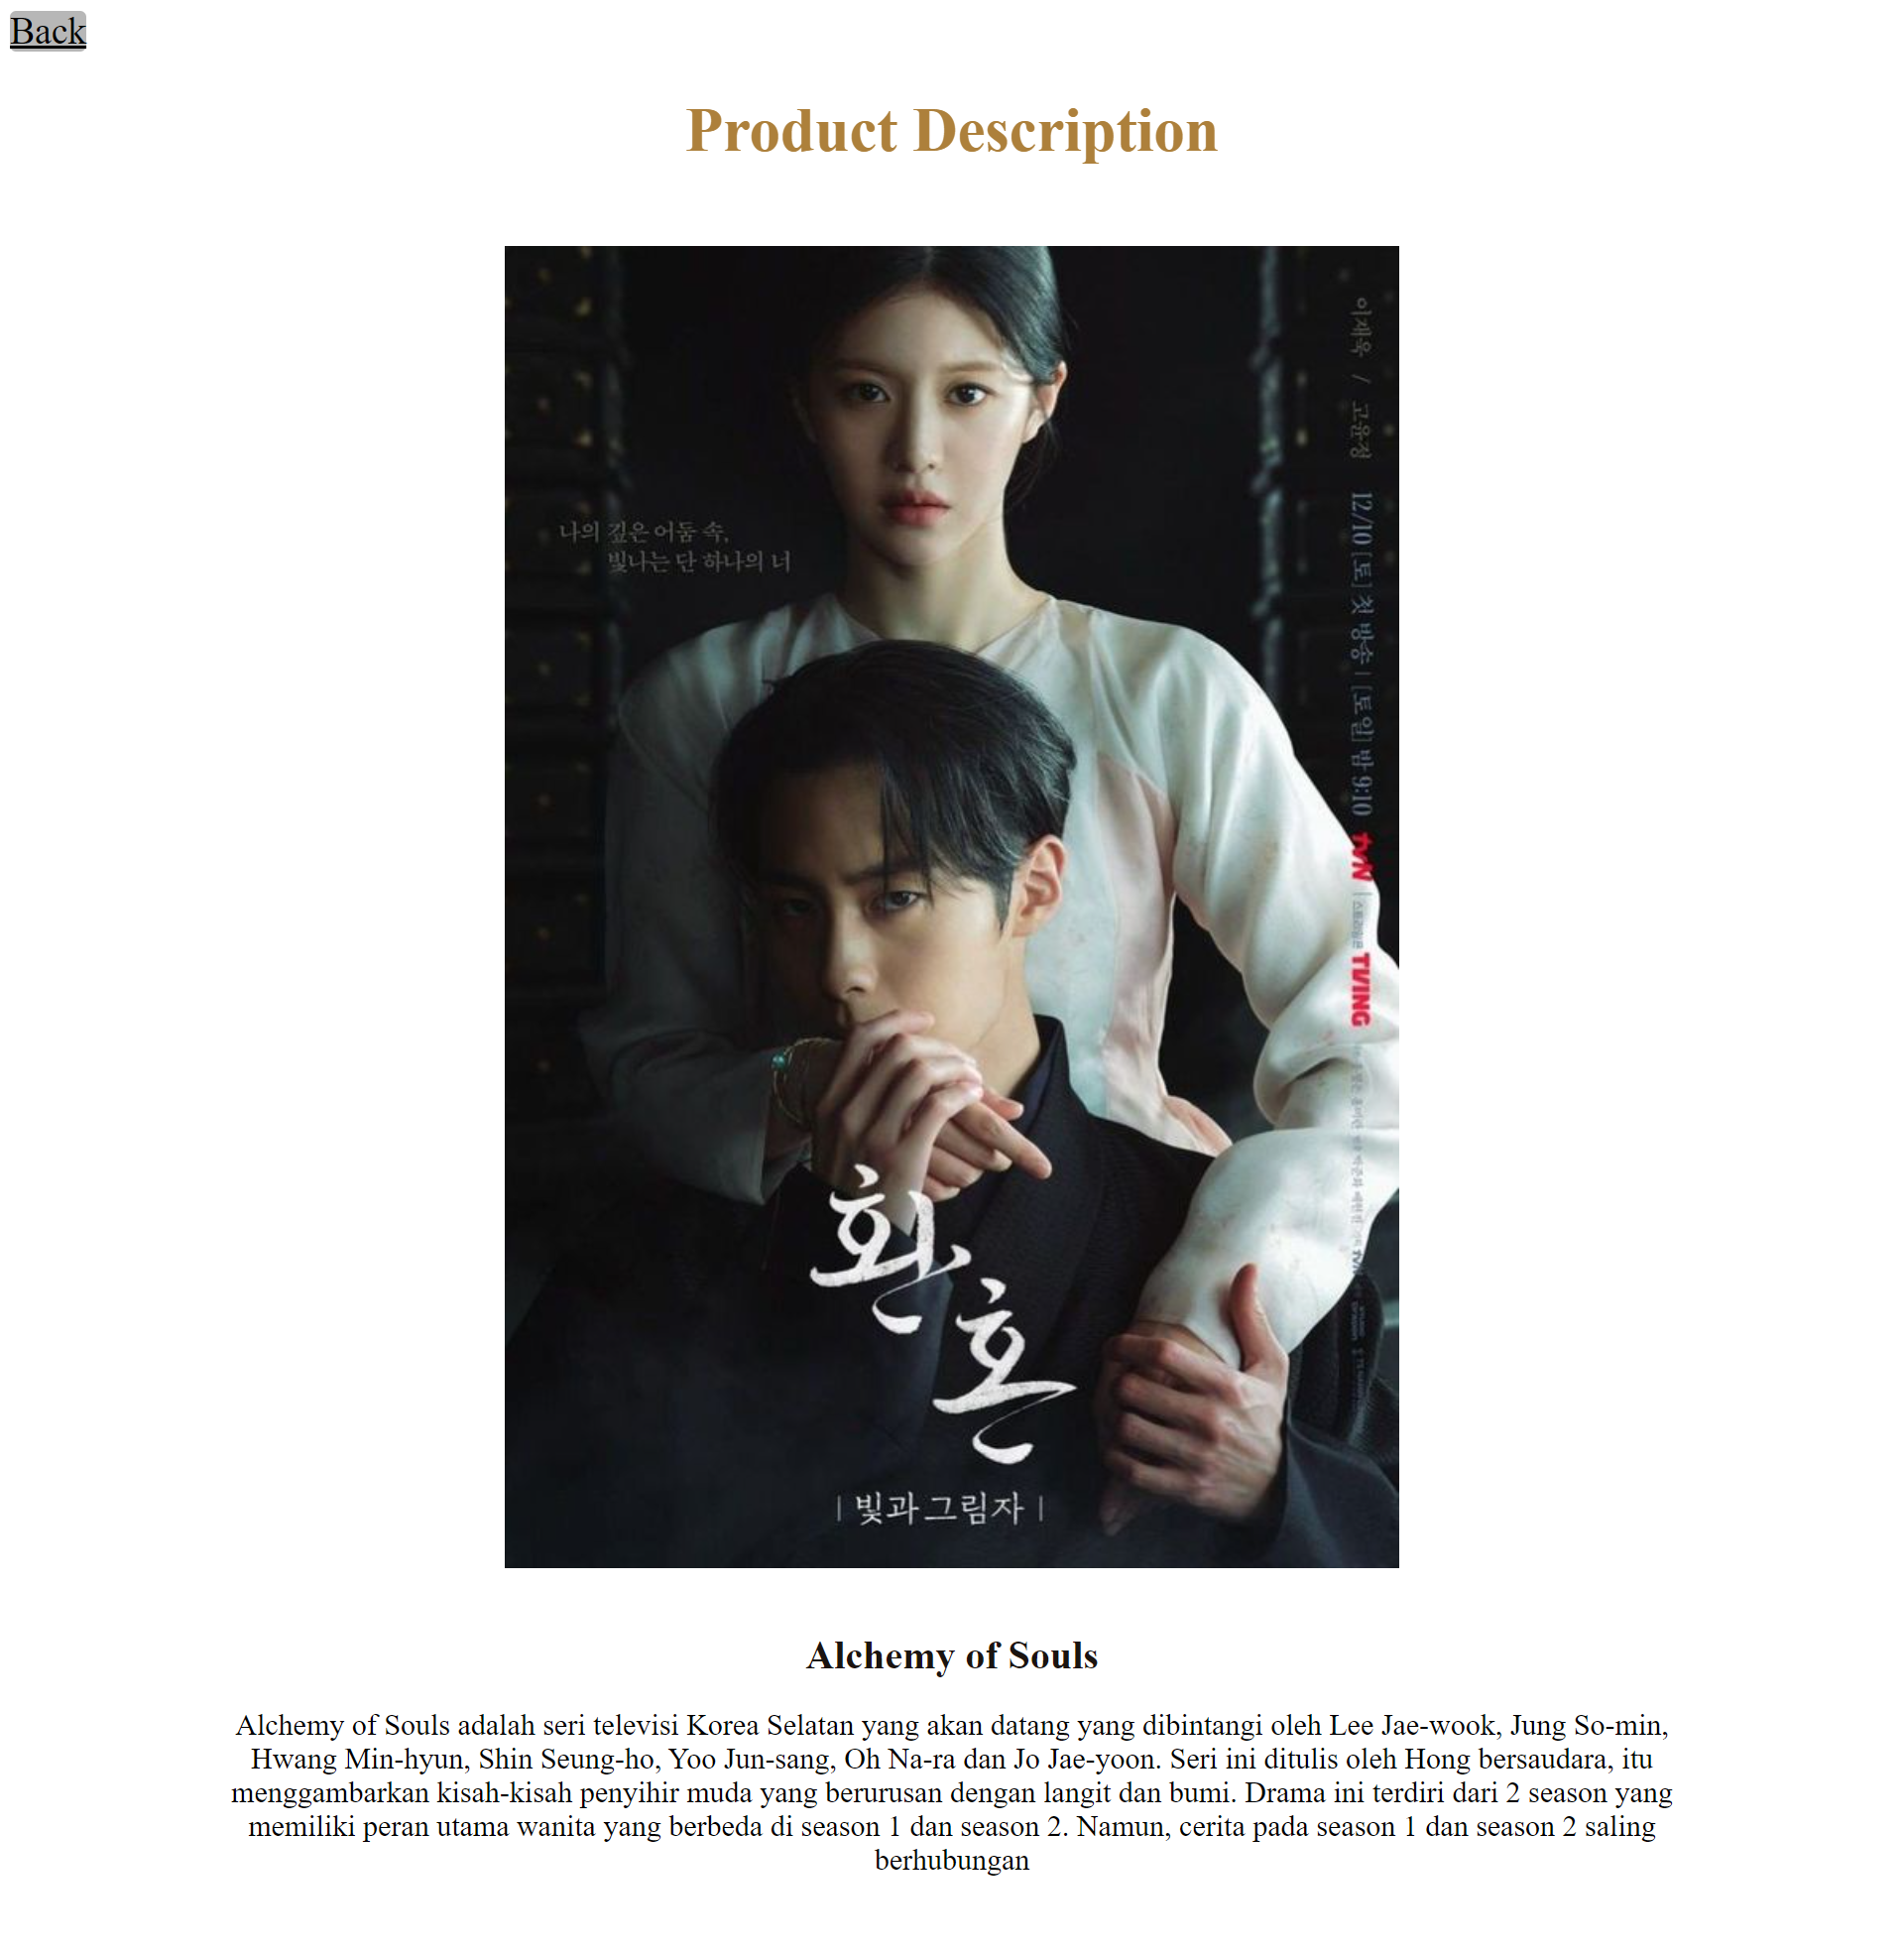 Back
Product Description
나의 깊은 어둠 속,
빛나는 단 하나의 너
이재욱 / 고윤정 12/10 [토] 첫 방송 | [토일] 밤 9:10 tvN | 스트리밍은 TVING
환혼
| 빛과 그림자 |
Alchemy of Souls
Alchemy of Souls adalah seri televisi Korea Selatan yang akan datang yang dibintangi oleh Lee Jae-wook, Jung So-min,
Hwang Min-hyun, Shin Seung-ho, Yoo Jun-sang, Oh Na-ra dan Jo Jae-yoon. Seri ini ditulis oleh Hong bersaudara, itu
menggambarkan kisah-kisah penyihir muda yang berurusan dengan langit dan bumi. Drama ini terdiri dari 2 season yang
memiliki peran utama wanita yang berbeda di season 1 dan season 2. Namun, cerita pada season 1 dan season 2 saling
berhubungan